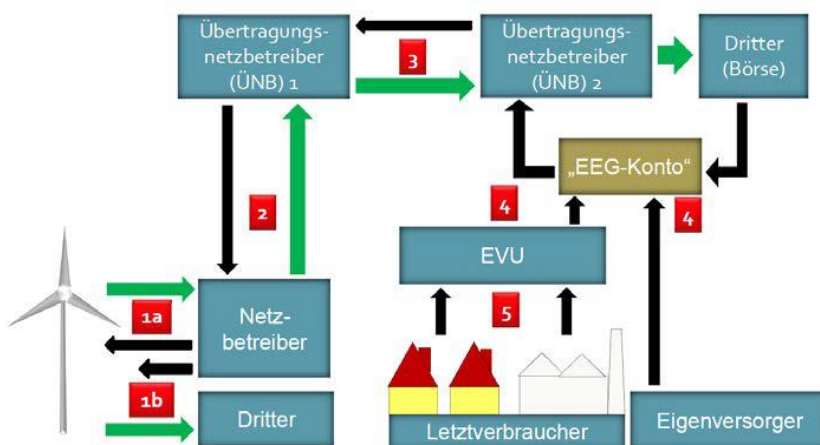 Übertragungs-
netzbetreiber
(ÜNB) 1
3
Übertragungs-
netzbetreiber
(ÜNB) 2
Dritter
(Börse)
„EEG-Konto“
2
4
4
EVU
1a
Netz-
betreiber
5
1b
Dritter
Letztverbraucher
Eigenversorger